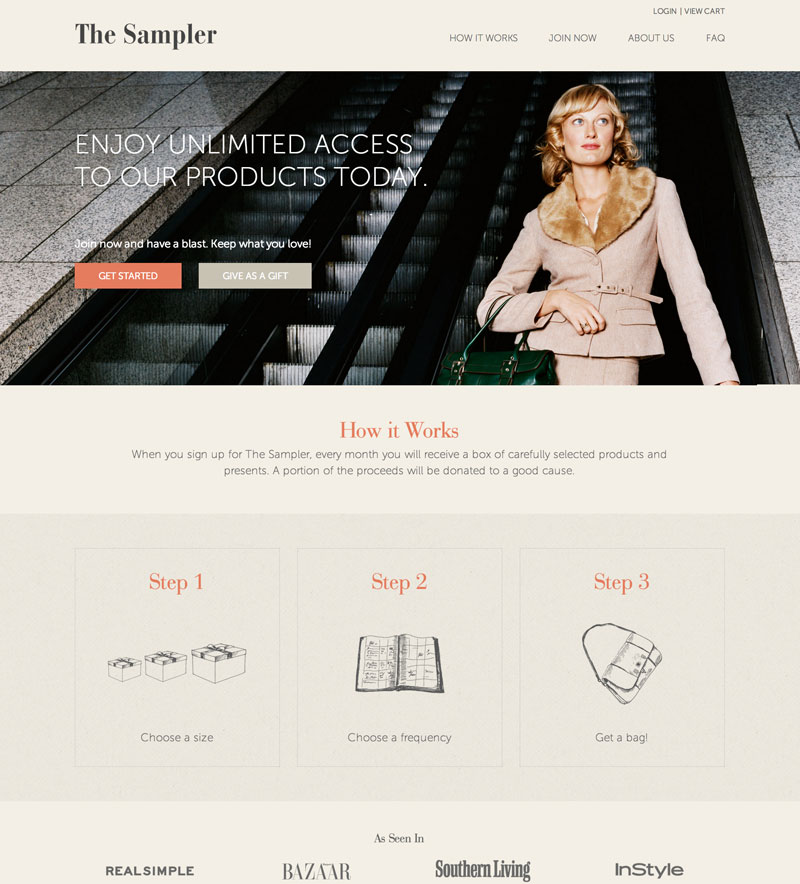 LOGIN | VIEW CART
The Sampler
HOW IT WORKS JOIN NOW ABOUT US FAQ
ENJOY UNLIMITED ACCESS
TO OUR PRODUCTS TODAY.
Join now and have a blast. Keep what you love!
GET STARTED GIVE AS A GIFT
How it Works
When you sign up for The Sampler, every month you will receive a box of carefully selected products and
presents. A portion of the proceeds will be donated to a good cause.
Step 1
Choose a size
Step 2
Choose a frequency
Step 3
Get a bag!
As Seen In
REALSIMPLE BAZAAR Southern Living InStyle